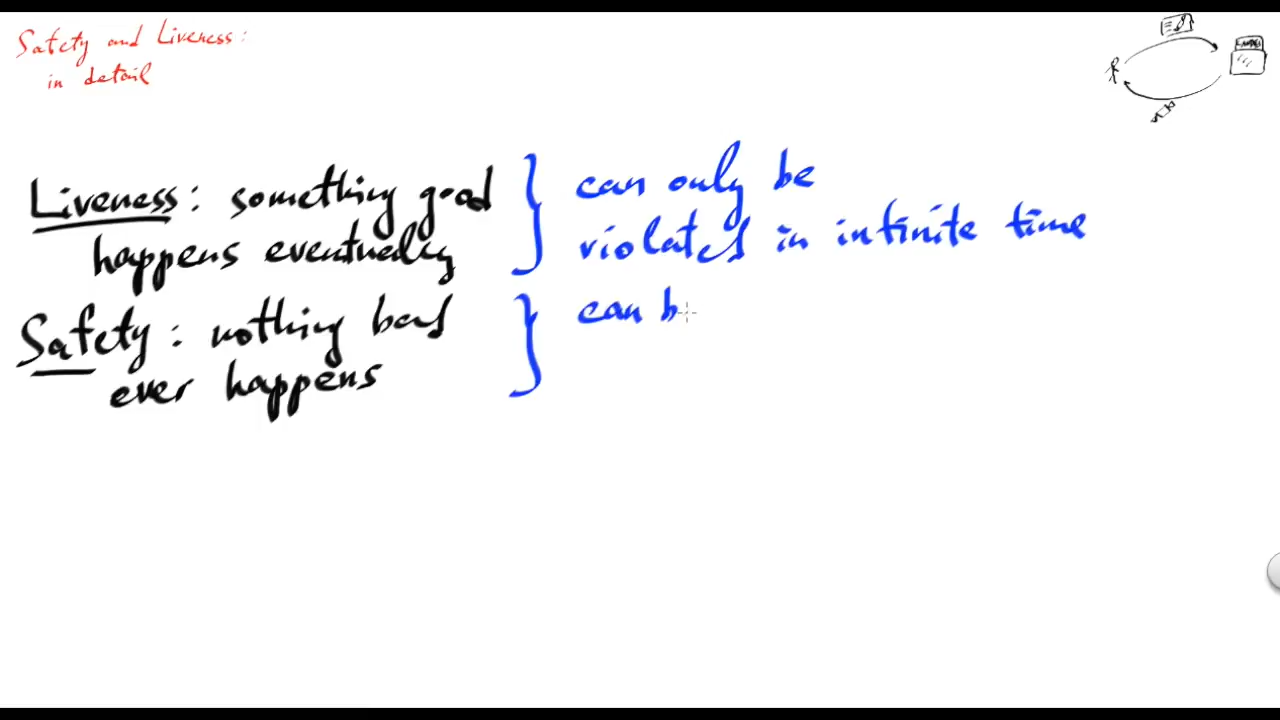 Safety and Liveness:
in detail
Liveness: something good
happens eventually
can only be
violated in infinite time
Safety: nothing bad
ever happens
can b